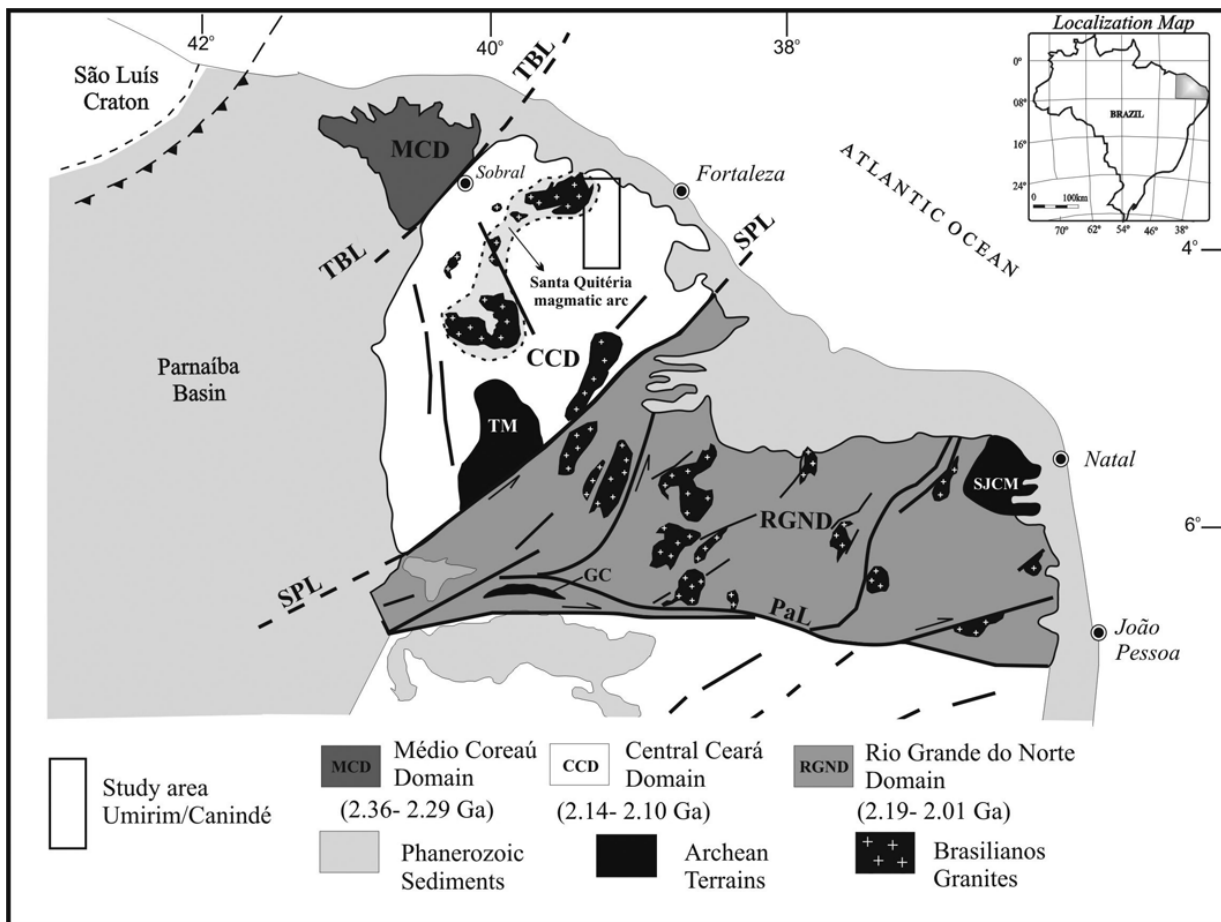 42°
40°
38°
TBL
São Luís
Craton
MCD
Sobral
Fortaleza
ATLANTIC OCEAN
4°
TBL
SPL
Santa Quitéria
magmatic arc
CCD
Parnaíba
Basin
TM
SJCM
Natal
RGND
6°
SPL
GC
PaL
João
Pessoa
Localization Map
0°
08°
BRAZIL
16°
24°
0 100km
70° 62° 54° 46° 38°
Study area
Umirim/Canindé
MCD
Médio Coreaú
Domain
(2.36- 2.29 Ga)
CCD
Central Ceará
Domain
(2.14- 2.10 Ga)
RGND
Rio Grande do Norte
Domain
(2.19- 2.01 Ga)
Phanerozoic
Sediments
Archean
Terrains
Brasilianos
Granites